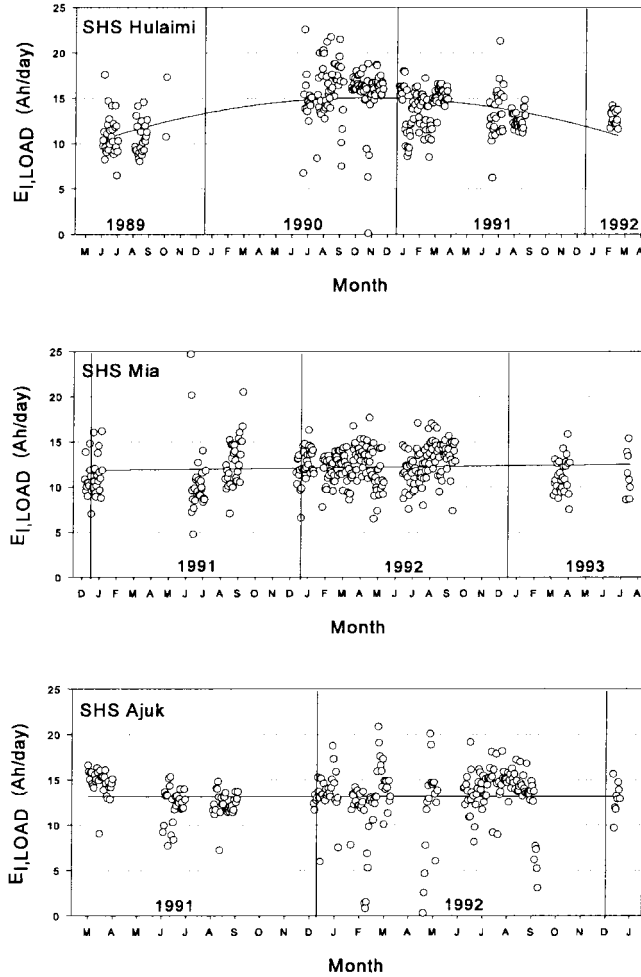 SHS Hulaimi
E_I,LOAD (Ah/day)
25
20
15
10
5
0
1989
1990
1991
1992
M J J A S O N D J F M A M J J A S O N D J F M A M J J A S O N D J F M A
Month
SHS Mia
E_I,LOAD (Ah/day)
25
20
15
10
5
0
1991
1992
1993
D J F M A M J J A S O N D J F M A M J J A S O N D J F M A M J J A
Month
SHS Ajuk
E_I,LOAD (Ah/day)
25
20
15
10
5
0
1991
1992
M A M J J A S O N D J F M A M J J A S O N D J
Month